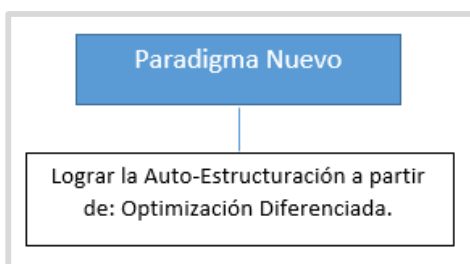 Paradigma Nuevo
Lograr la Auto-Estructuración a partir
de: Optimización Diferenciada.